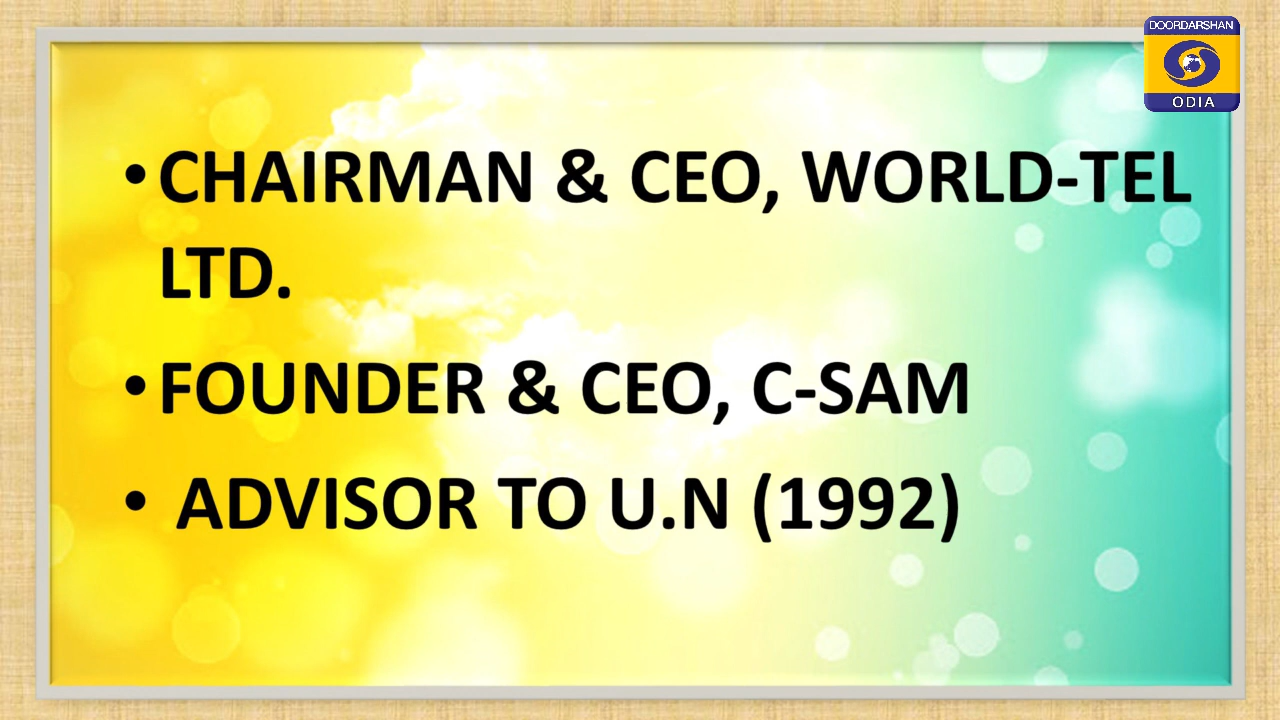 DOORDARSHAN
ODIA
• CHAIRMAN & CEO, WORLD-TEL
LTD.
• FOUNDER & CEO, C-SAM
• ADVISOR TO U.N (1992)